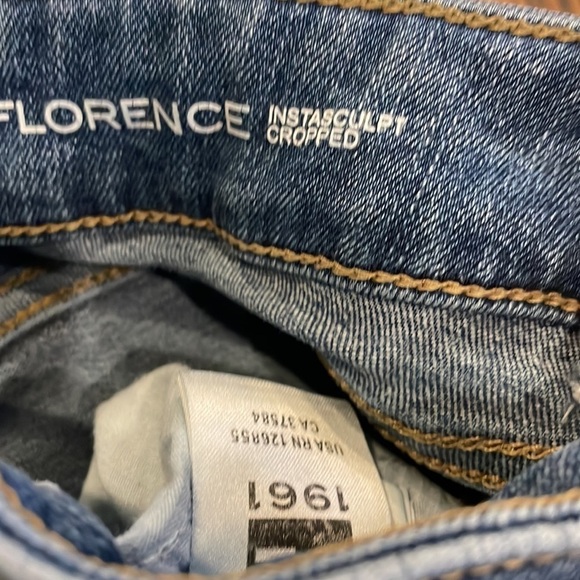 FLORENCE
INSTASCULPT
CROPPED
1961
CA 37584
USA RN 126855